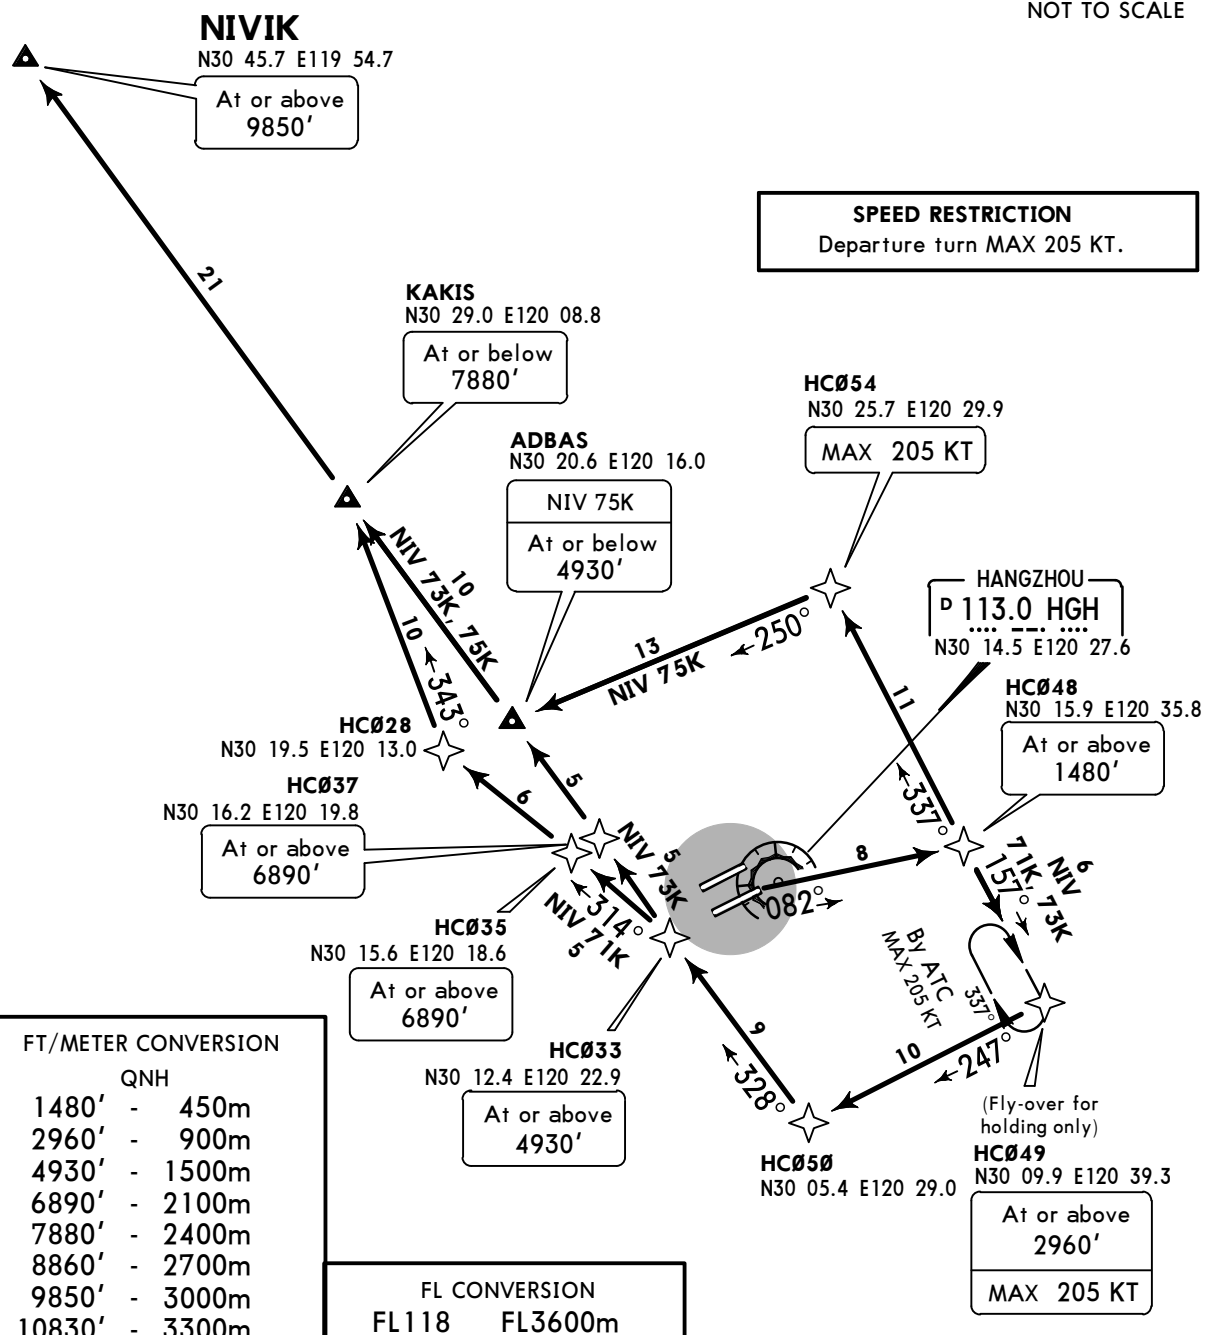 NOT TO SCALE
NIVIK
N30 45.7 E119 54.7
At or above
9850'
SPEED RESTRICTION
Departure turn MAX 205 KT.
21
KAKIS
N30 29.0 E120 08.8
At or below
7880'
HCØ54
N30 25.7 E120 29.9
MAX 205 KT
ADBAS
N30 20.6 E120 16.0
NIV 75K
At or below
4930'
10
NIV 73K, 75K
10
343°
13
250°
NIV 75K
HANGZHOU
D 113.0 HGH
N30 14.5 E120 27.6
11
337°
HCØ48
N30 15.9 E120 35.8
At or above
1480'
HCØ28
N30 19.5 E120 13.0
6
5
HCØ37
N30 16.2 E120 19.8
At or above
6890'
5
NIV 73K
314°
NIV 71K
5
8
082°
6
NIV
71K, 73K
157°
By ATC
MAX 205 KT
337°
HCØ35
N30 15.6 E120 18.6
At or above
6890'
HCØ33
N30 12.4 E120 22.9
At or above
4930'
9
328°
10
247°
HCØ5Ø
N30 05.4 E120 29.0
(Fly-over for
holding only)
HCØ49
N30 09.9 E120 39.3
At or above
2960'
MAX 205 KT
FT/METER CONVERSION
QNH
1480' - 450m
2960' - 900m
4930' - 1500m
6890' - 2100m
7880' - 2400m
8860' - 2700m
9850' - 3000m
10830' - 3300m
FL CONVERSION
FL118 FL3600m